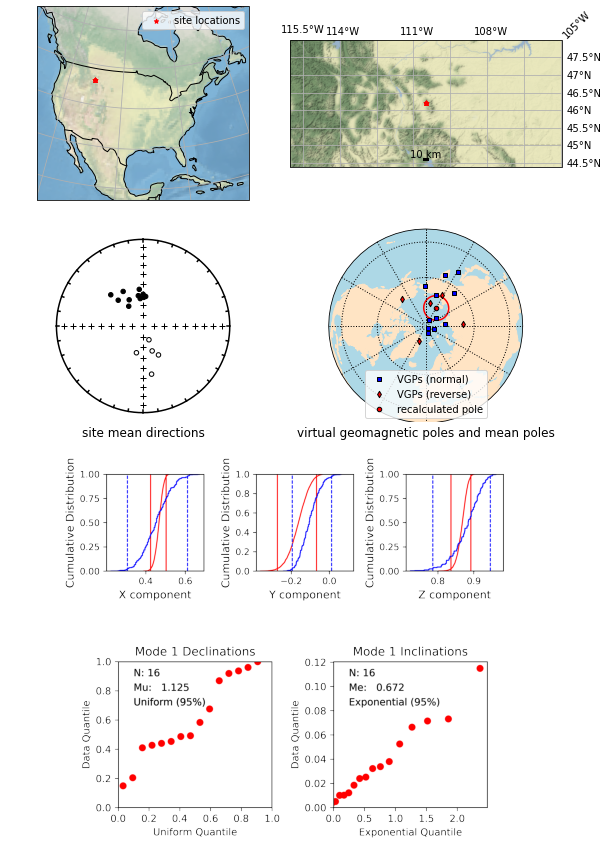 site locations
115.5°W 114°W 111°W 108°W 105°W
47.5°N
47°N
46.5°N
46°N
45.5°N
45°N
44.5°N
10 km
site mean directions
VGPs (normal)
VGPs (reverse)
recalculated pole
virtual geomagnetic poles and mean poles
Cumulative Distribution
1.00
0.75
0.50
0.25
0.00
0.4 0.6
X component
Cumulative Distribution
1.00
0.75
0.50
0.25
0.00
−0.2 0.0
Y component
Cumulative Distribution
1.00
0.75
0.50
0.25
0.00
0.8 0.9
Z component
Mode 1 Declinations
N: 16
Mu: 1.125
Uniform (95%)
Data Quantile
1.0
0.8
0.6
0.4
0.2
0.0
0.0 0.2 0.4 0.6 0.8 1.0
Uniform Quantile
Mode 1 Inclinations
N: 16
Me: 0.672
Exponential (95%)
Data Quantile
0.12
0.10
0.08
0.06
0.04
0.02
0.00
0.0 0.5 1.0 1.5 2.0
Exponential Quantile